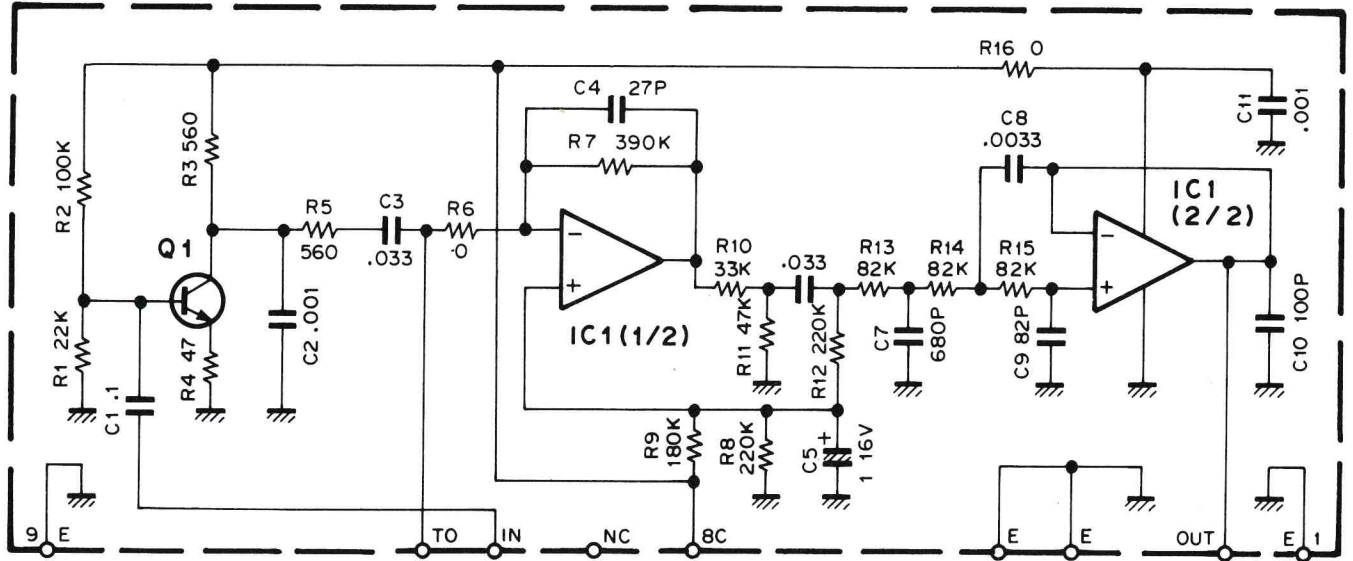 R16 0
C4 27P
C11 .001
C8
.0033
R7 390K
R3 560
R2 100K
IC1
(2/2)
R5
560
C3
.033
R6
0
Q1
R10
33K
.033
R13
82K
R14
82K
R15
82K
−
+
−
+
IC1 (1/2)
R1 22K
R4 47
C2 .001
R11 47K
R12 220K
C7
680P
C9 82P
C10 100P
C1 .1
R9
180K
R8
220K
C5
+
1 16V
9 E
TO
IN
NC
8C
E
E
OUT
E 1